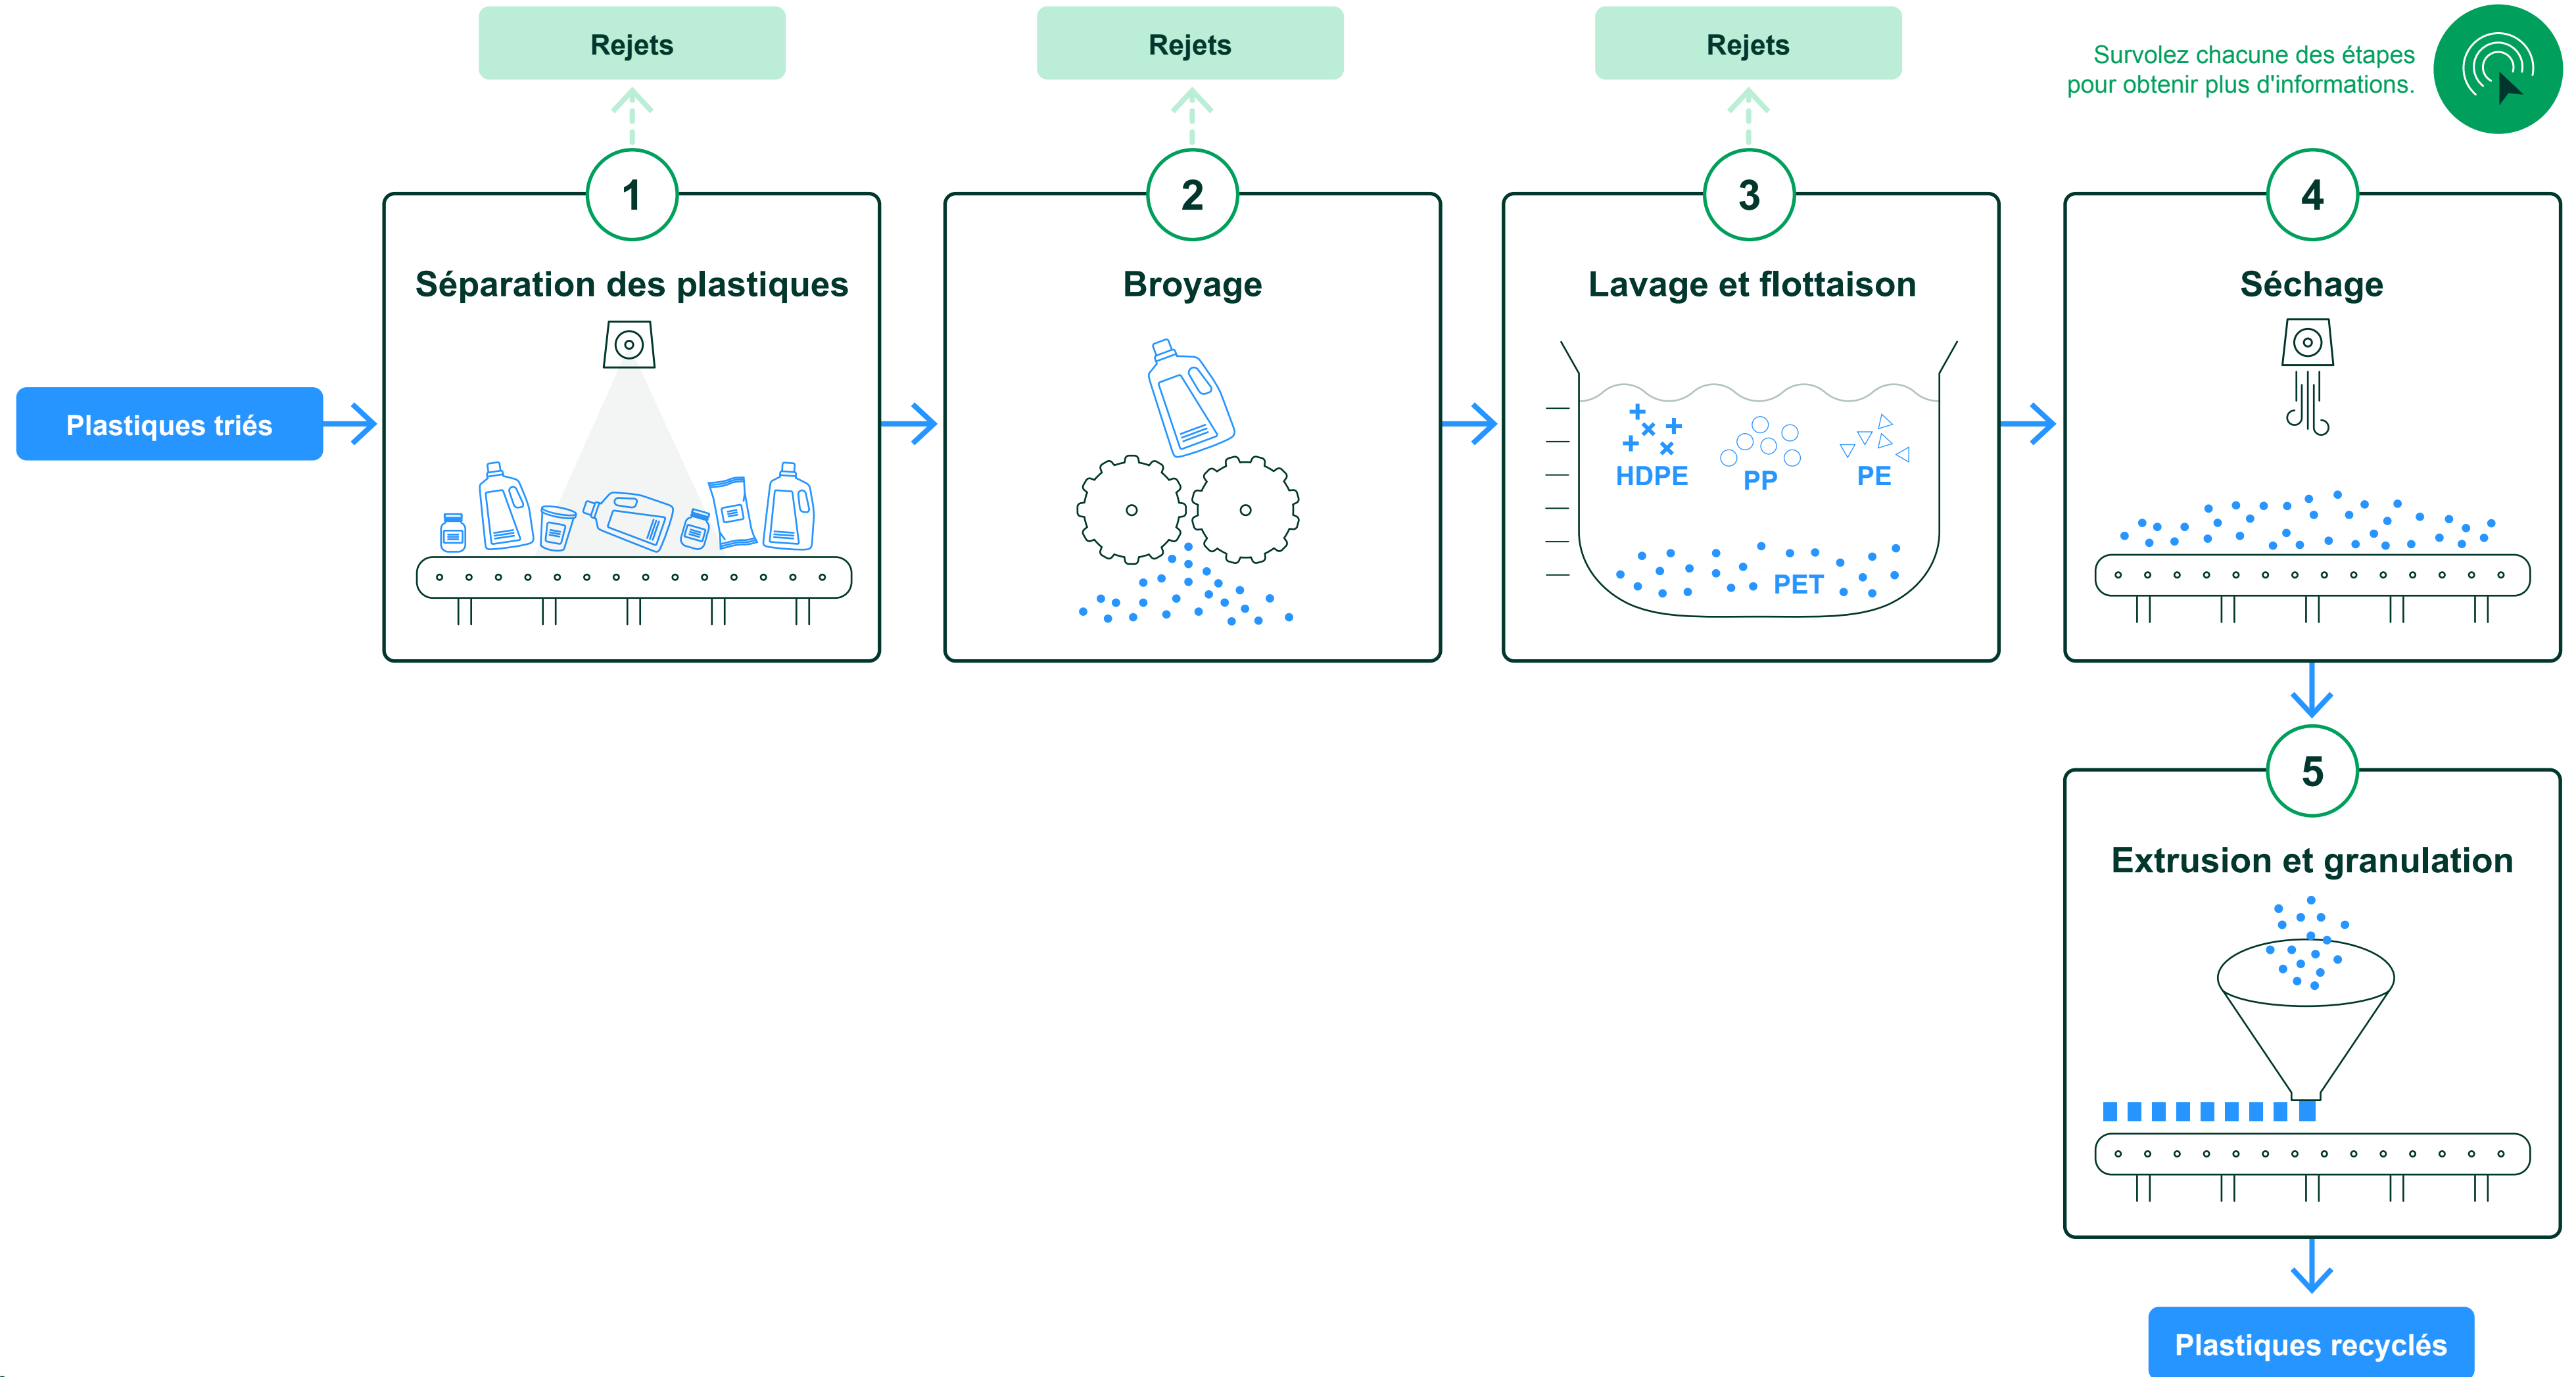 Rejets
Rejets
Rejets
Survolez chacune des étapes
pour obtenir plus d'informations.
1
2
3
4
Séparation des plastiques
Broyage
Lavage et flottaison
Séchage
Plastiques triés
HDPE
PP
PE
PET
5
Extrusion et granulation
Plastiques recyclés